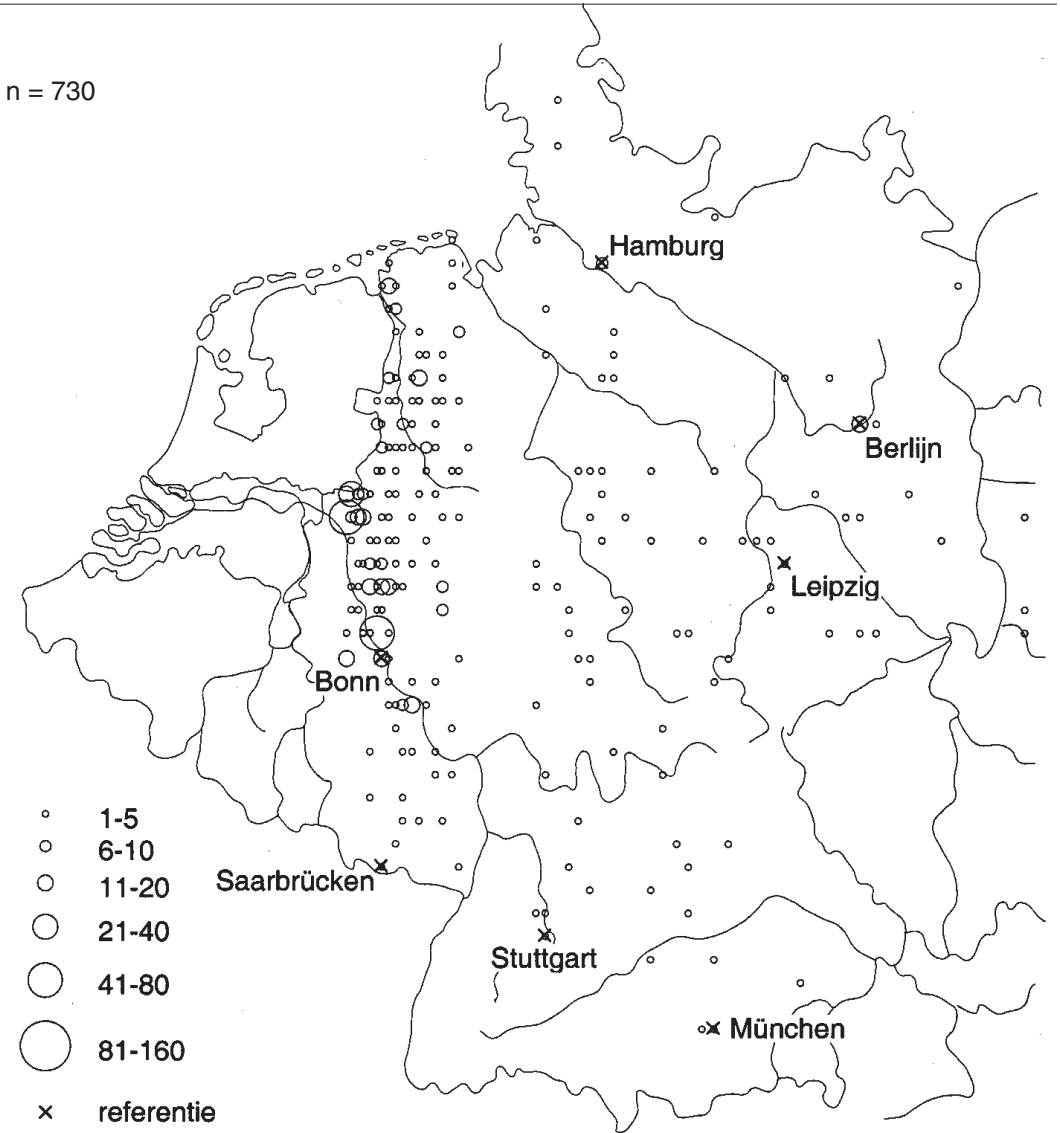 n = 730
Hamburg
Berlijn
Leipzig
Bonn
Saarbrücken
Stuttgart
München
1-5
6-10
11-20
21-40
41-80
81-160
referentie